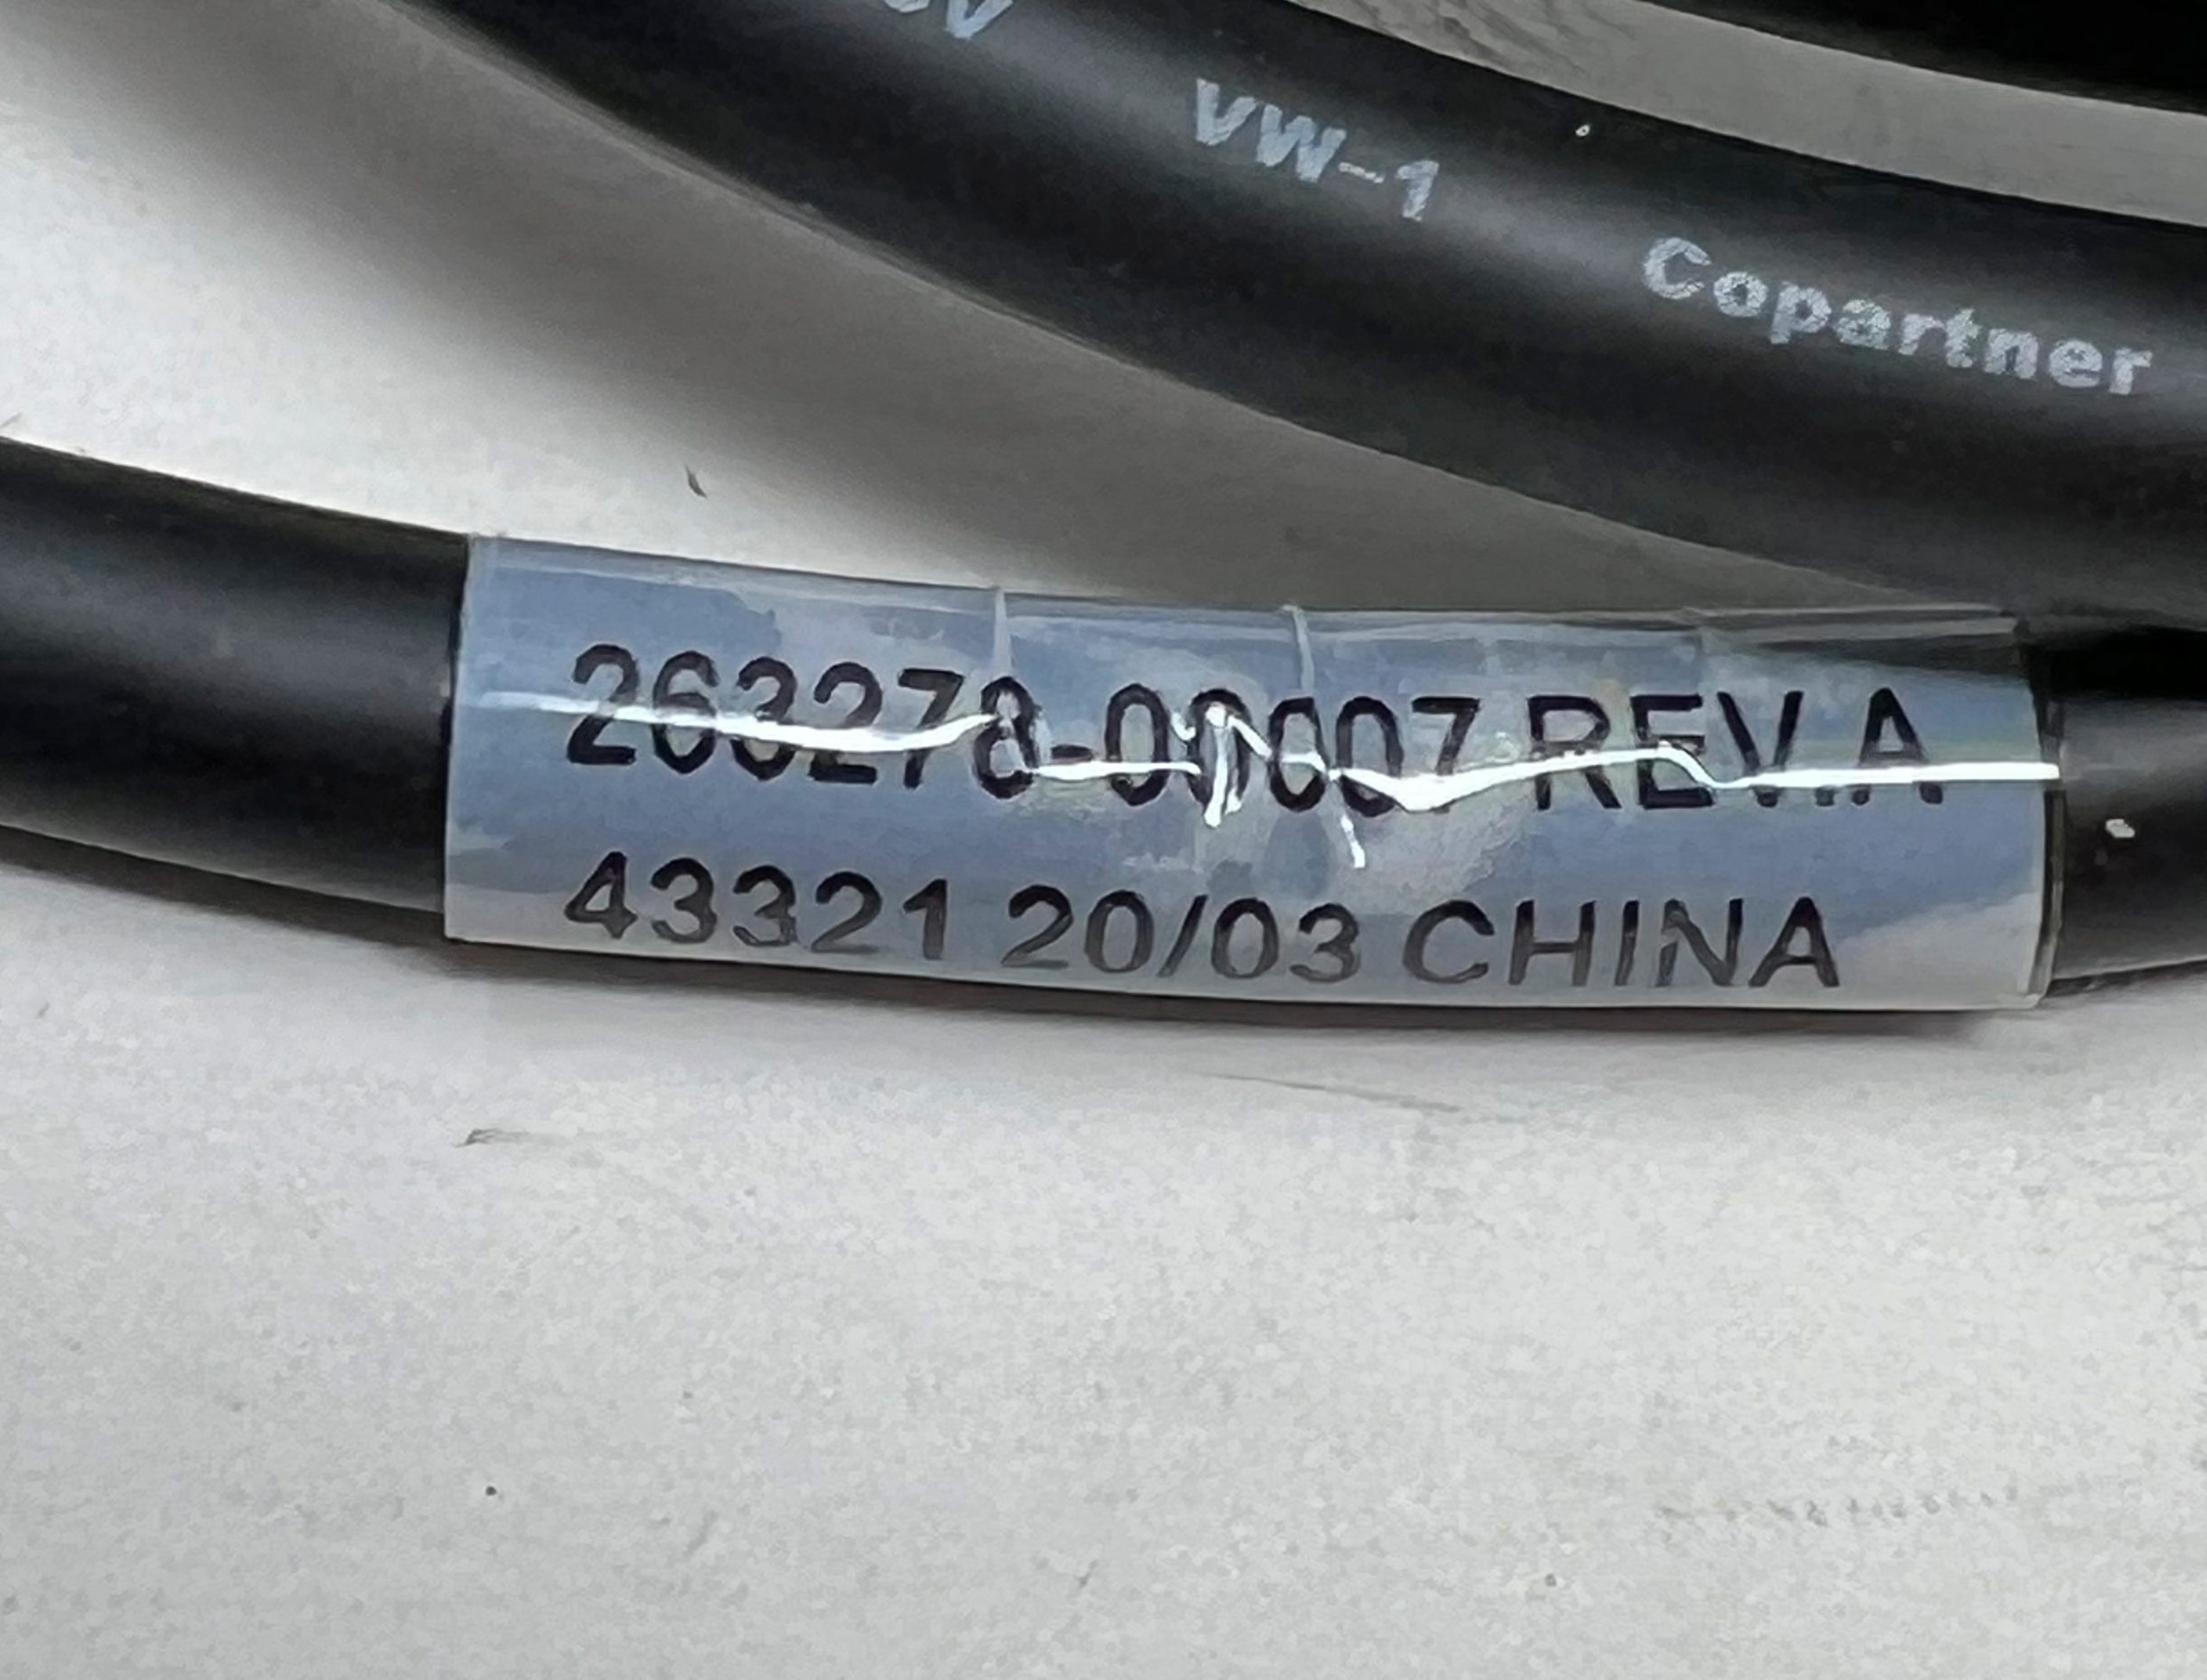 VW-1 Copartner
263278-00007 REV.A
43321 20/03 CHINA